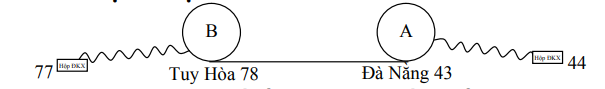 B A
77 Hộp ĐKX Hộp ĐKX 44
Tuy Hòa 78 Đà Nẵng 43